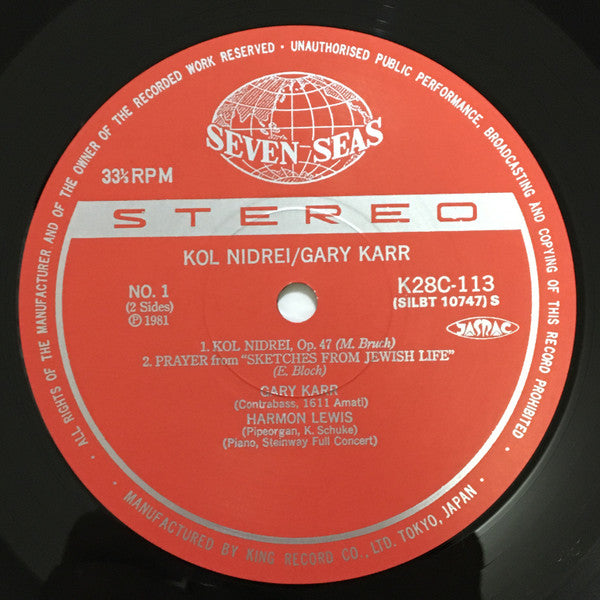 · ALL RIGHTS OF THE MANUFACTURER AND OF THE OWNER OF THE RECORDED WORK RESERVED · UNAUTHORISED PUBLIC PERFORMANCE, BROADCASTING AND COPYING OF THIS RECORD PROHIBITED ·
SEVEN SEAS
33⅓ RPM
STEREO
KOL NIDREI/GARY KARR
NO. 1
(2 Sides)
Ⓟ 1981
K28C-113
(SILBT 10747) S
JASRAC
1. KOL NIDREI, Op. 47 (M. Bruch)
2. PRAYER from "SKETCHES FROM JEWISH LIFE"
(E. Bloch)
GARY KARR
(Contrabass, 1611 Amati)
HARMON LEWIS
(Pipeorgan, K. Schuke)
(Piano, Steinway Full Concert)
· MANUFACTURED BY KING RECORD CO., LTD. TOKYO, JAPAN ·